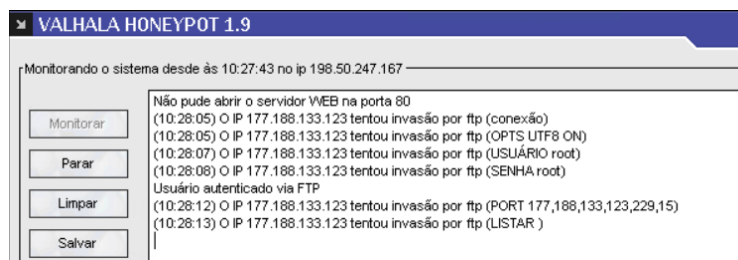 VALHALA HONEYPOT 1.9
Monitorando o sistema desde às 10:27:43 no ip 198.50.247.167
Monitorar
Parar
Limpar
Salvar
Não pude abrir o servidor WEB na porta 80
(10:28:05) O IP 177.188.133.123 tentou invasão por ftp (conexão)
(10:28:05) O IP 177.188.133.123 tentou invasão por ftp (OPTS UTF8 ON)
(10:28:07) O IP 177.188.133.123 tentou invasão por ftp (USUÁRIO root)
(10:28:08) O IP 177.188.133.123 tentou invasão por ftp (SENHA root)
Usuário autenticado via FTP
(10:28:12) O IP 177.188.133.123 tentou invasão por ftp (PORT 177,188,133,123,229,15)
(10:28:13) O IP 177.188.133.123 tentou invasão por ftp (LISTAR )